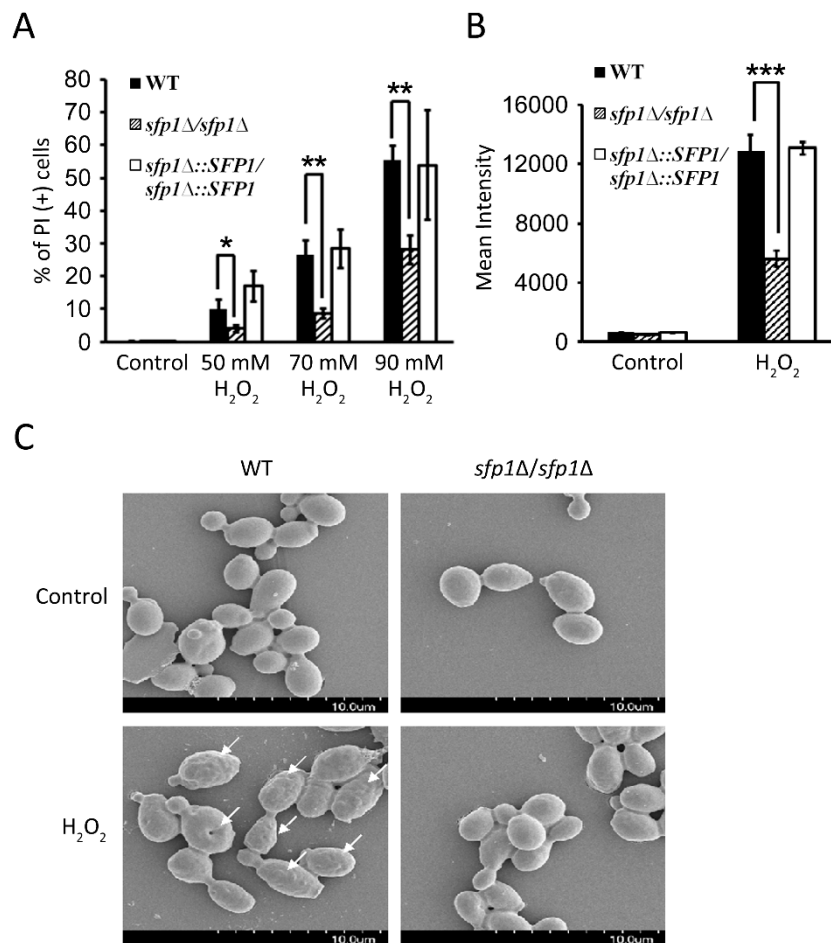 A
80
70
60
50
40
30
20
10
0
% of PI (+) cells
WT
sfp1Δ/sfp1Δ
sfp1Δ::SFP1/
sfp1Δ::SFP1
*
**
**
Control
50 mM
H₂O₂
70 mM
H₂O₂
90 mM
H₂O₂
B
16000
12000
8000
4000
0
Mean Intensity
WT
sfp1Δ/sfp1Δ
sfp1Δ::SFP1/
sfp1Δ::SFP1
***
Control
H₂O₂
C
WT
sfp1Δ/sfp1Δ
Control
10.0um
10.0um
H₂O₂
10.0um
10.0um